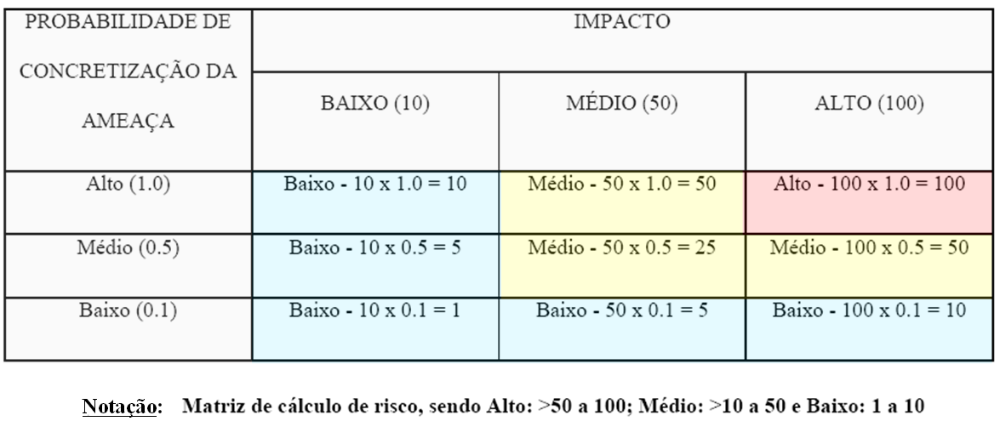 PROBABILIDADE DE
CONCRETIZAÇÃO DA
AMEAÇA
IMPACTO
BAIXO (10) MÉDIO (50) ALTO (100)
Alto (1.0) Baixo - 10 x 1.0 = 10 Médio - 50 x 1.0 = 50 Alto - 100 x 1.0 = 100
Médio (0.5) Baixo - 10 x 0.5 = 5 Médio - 50 x 0.5 = 25 Médio - 100 x 0.5 = 50
Baixo (0.1) Baixo - 10 x 0.1 = 1 Baixo - 50 x 0.1 = 5 Baixo - 100 x 0.1 = 10
Notação: Matriz de cálculo de risco, sendo Alto: >50 a 100; Médio: >10 a 50 e Baixo: 1 a 10